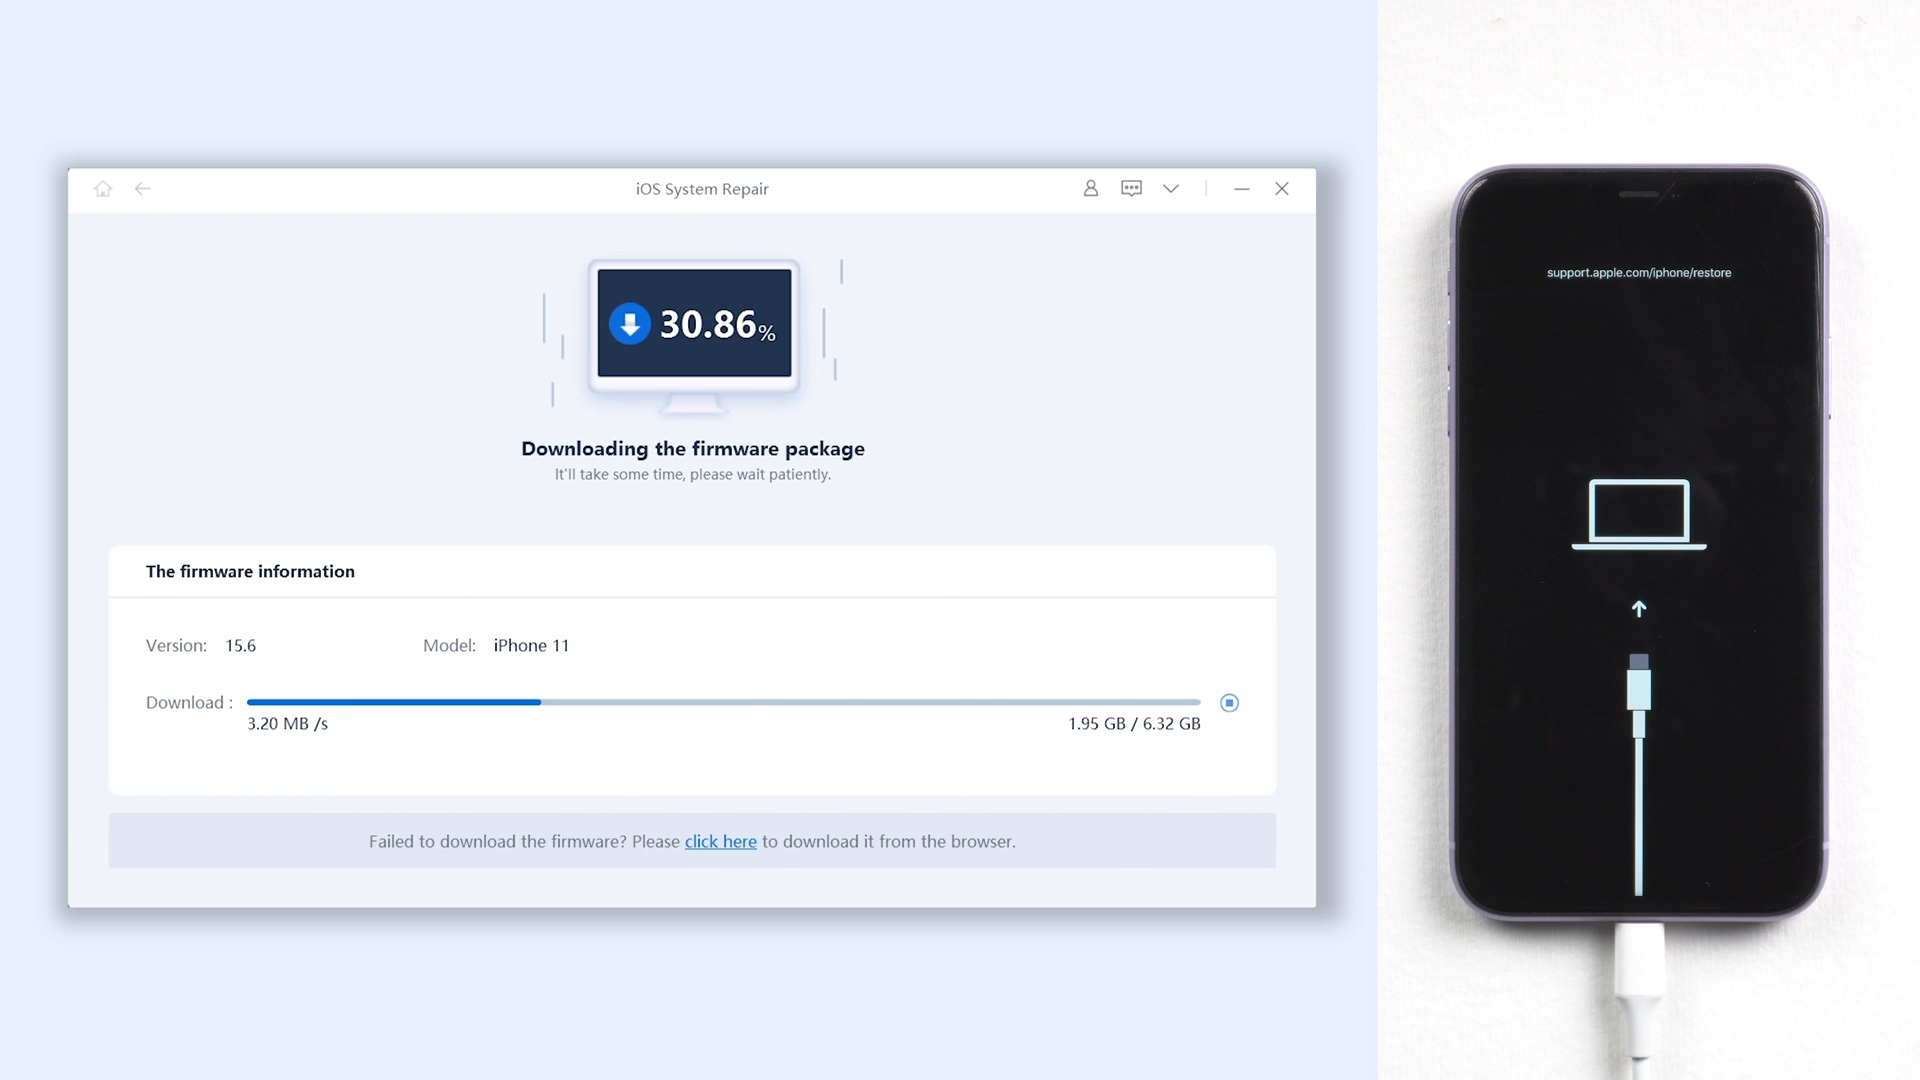 iOS System Repair
30.86%
Downloading the firmware package
It'll take some time, please wait patiently.
The firmware information
Version: 15.6 Model: iPhone 11
Download :
3.20 MB /s 1.95 GB / 6.32 GB
Failed to download the firmware? Please click here to download it from the browser.
support.apple.com/iphone/restore